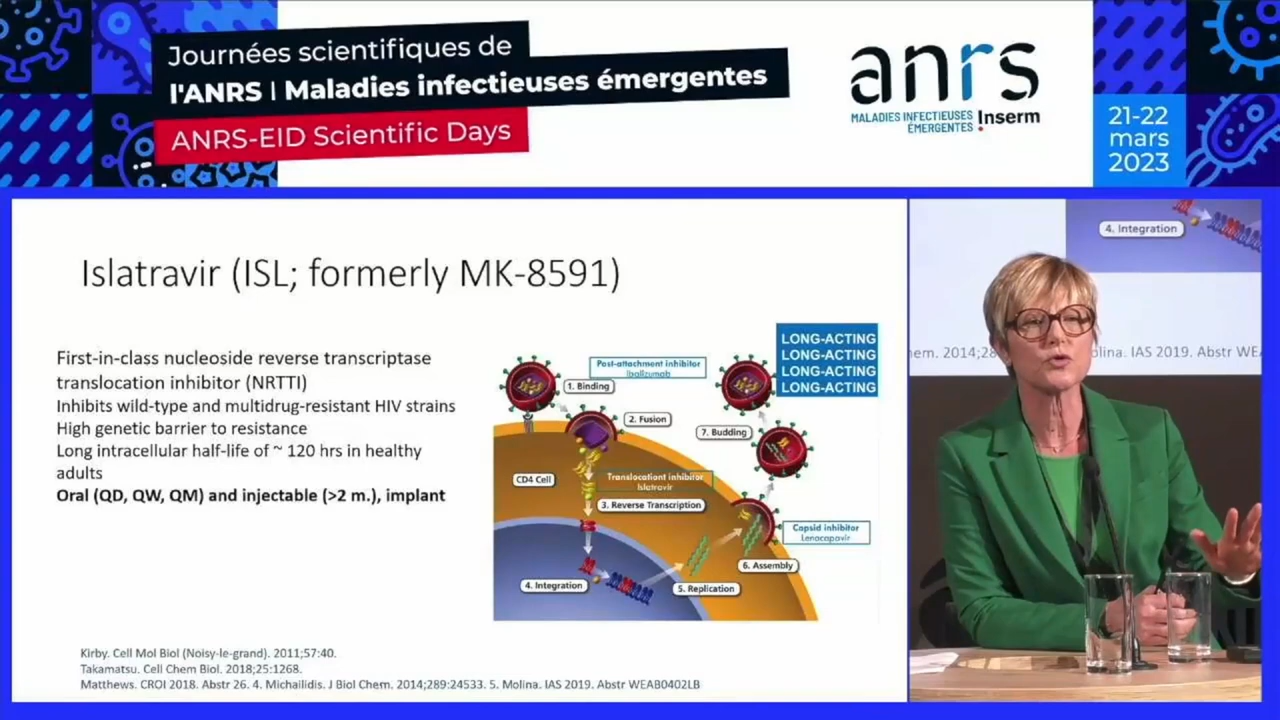 Journées scientifiques de
l'ANRS | Maladies infectieuses émergentes
ANRS-EID Scientific Days
anrs
MALADIES INFECTIEUSES
ÉMERGENTES
Inserm
21-22
mars
2023
Islatravir (ISL; formerly MK-8591)
First-in-class nucleoside reverse transcriptase
translocation inhibitor (NRTTI)
Inhibits wild-type and multidrug-resistant HIV strains
High genetic barrier to resistance
Long intracellular half-life of ~ 120 hrs in healthy
adults
Oral (QD, QW, QM) and injectable (>2 m.), implant
LONG-ACTING
LONG-ACTING
LONG-ACTING
LONG-ACTING
Post-attachment inhibitor
Ibalizumab
1. Binding
2. Fusion
7. Budding
CD4 Cell
Translocationt inhibitor
Islatravir
3. Reverse Transcription
Capsid inhibitor
Lenacapavir
6. Assembly
4. Integration
5. Replication
Kirby. Cell Mol Biol (Noisy-le-grand). 2011;57:40.
Takamatsu. Cell Chem Biol. 2018;25:1268.
Matthews. CROI 2018. Abstr 26. 4. Michailidis. J Biol Chem. 2014;289:24533. 5. Molina. IAS 2019. Abstr WEAB0402LB
4. Integration
em. 2014;28
olina. IAS 2019. Abstr WEA